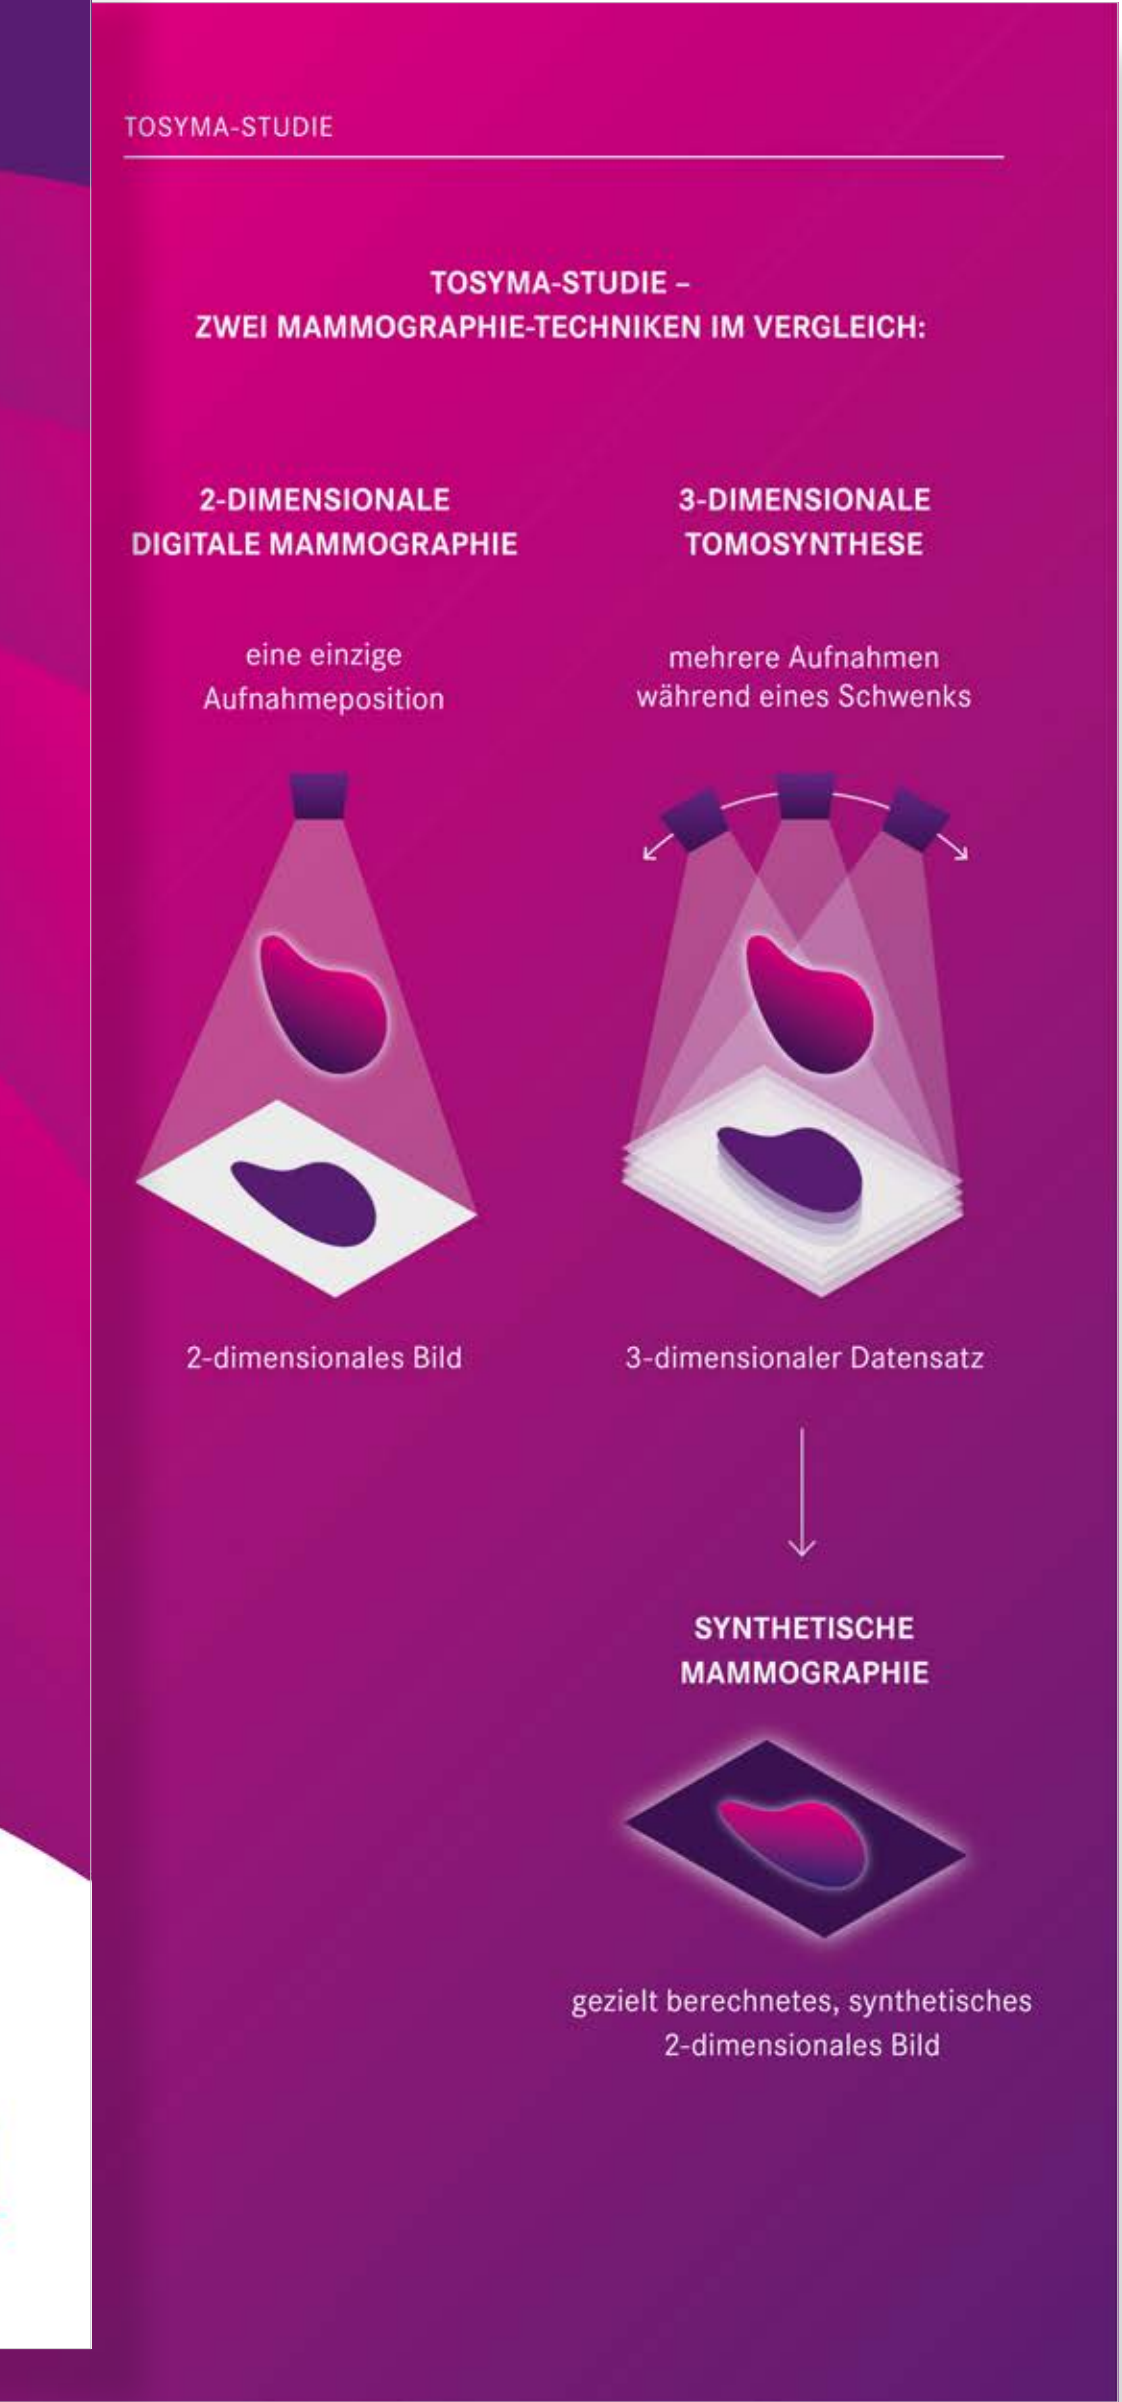 TOSYMA-STUDIE
TOSYMA-STUDIE –
ZWEI MAMMOGRAPHIE-TECHNIKEN IM VERGLEICH:
2-DIMENSIONALE
DIGITALE MAMMOGRAPHIE
eine einzige
Aufnahmeposition
2-dimensionales Bild
3-DIMENSIONALE
TOMOSYNTHESE
mehrere Aufnahmen
während eines Schwenks
3-dimensionaler Datensatz
SYNTHETISCHE
MAMMOGRAPHIE
gezielt berechnetes, synthetisches
2-dimensionales Bild